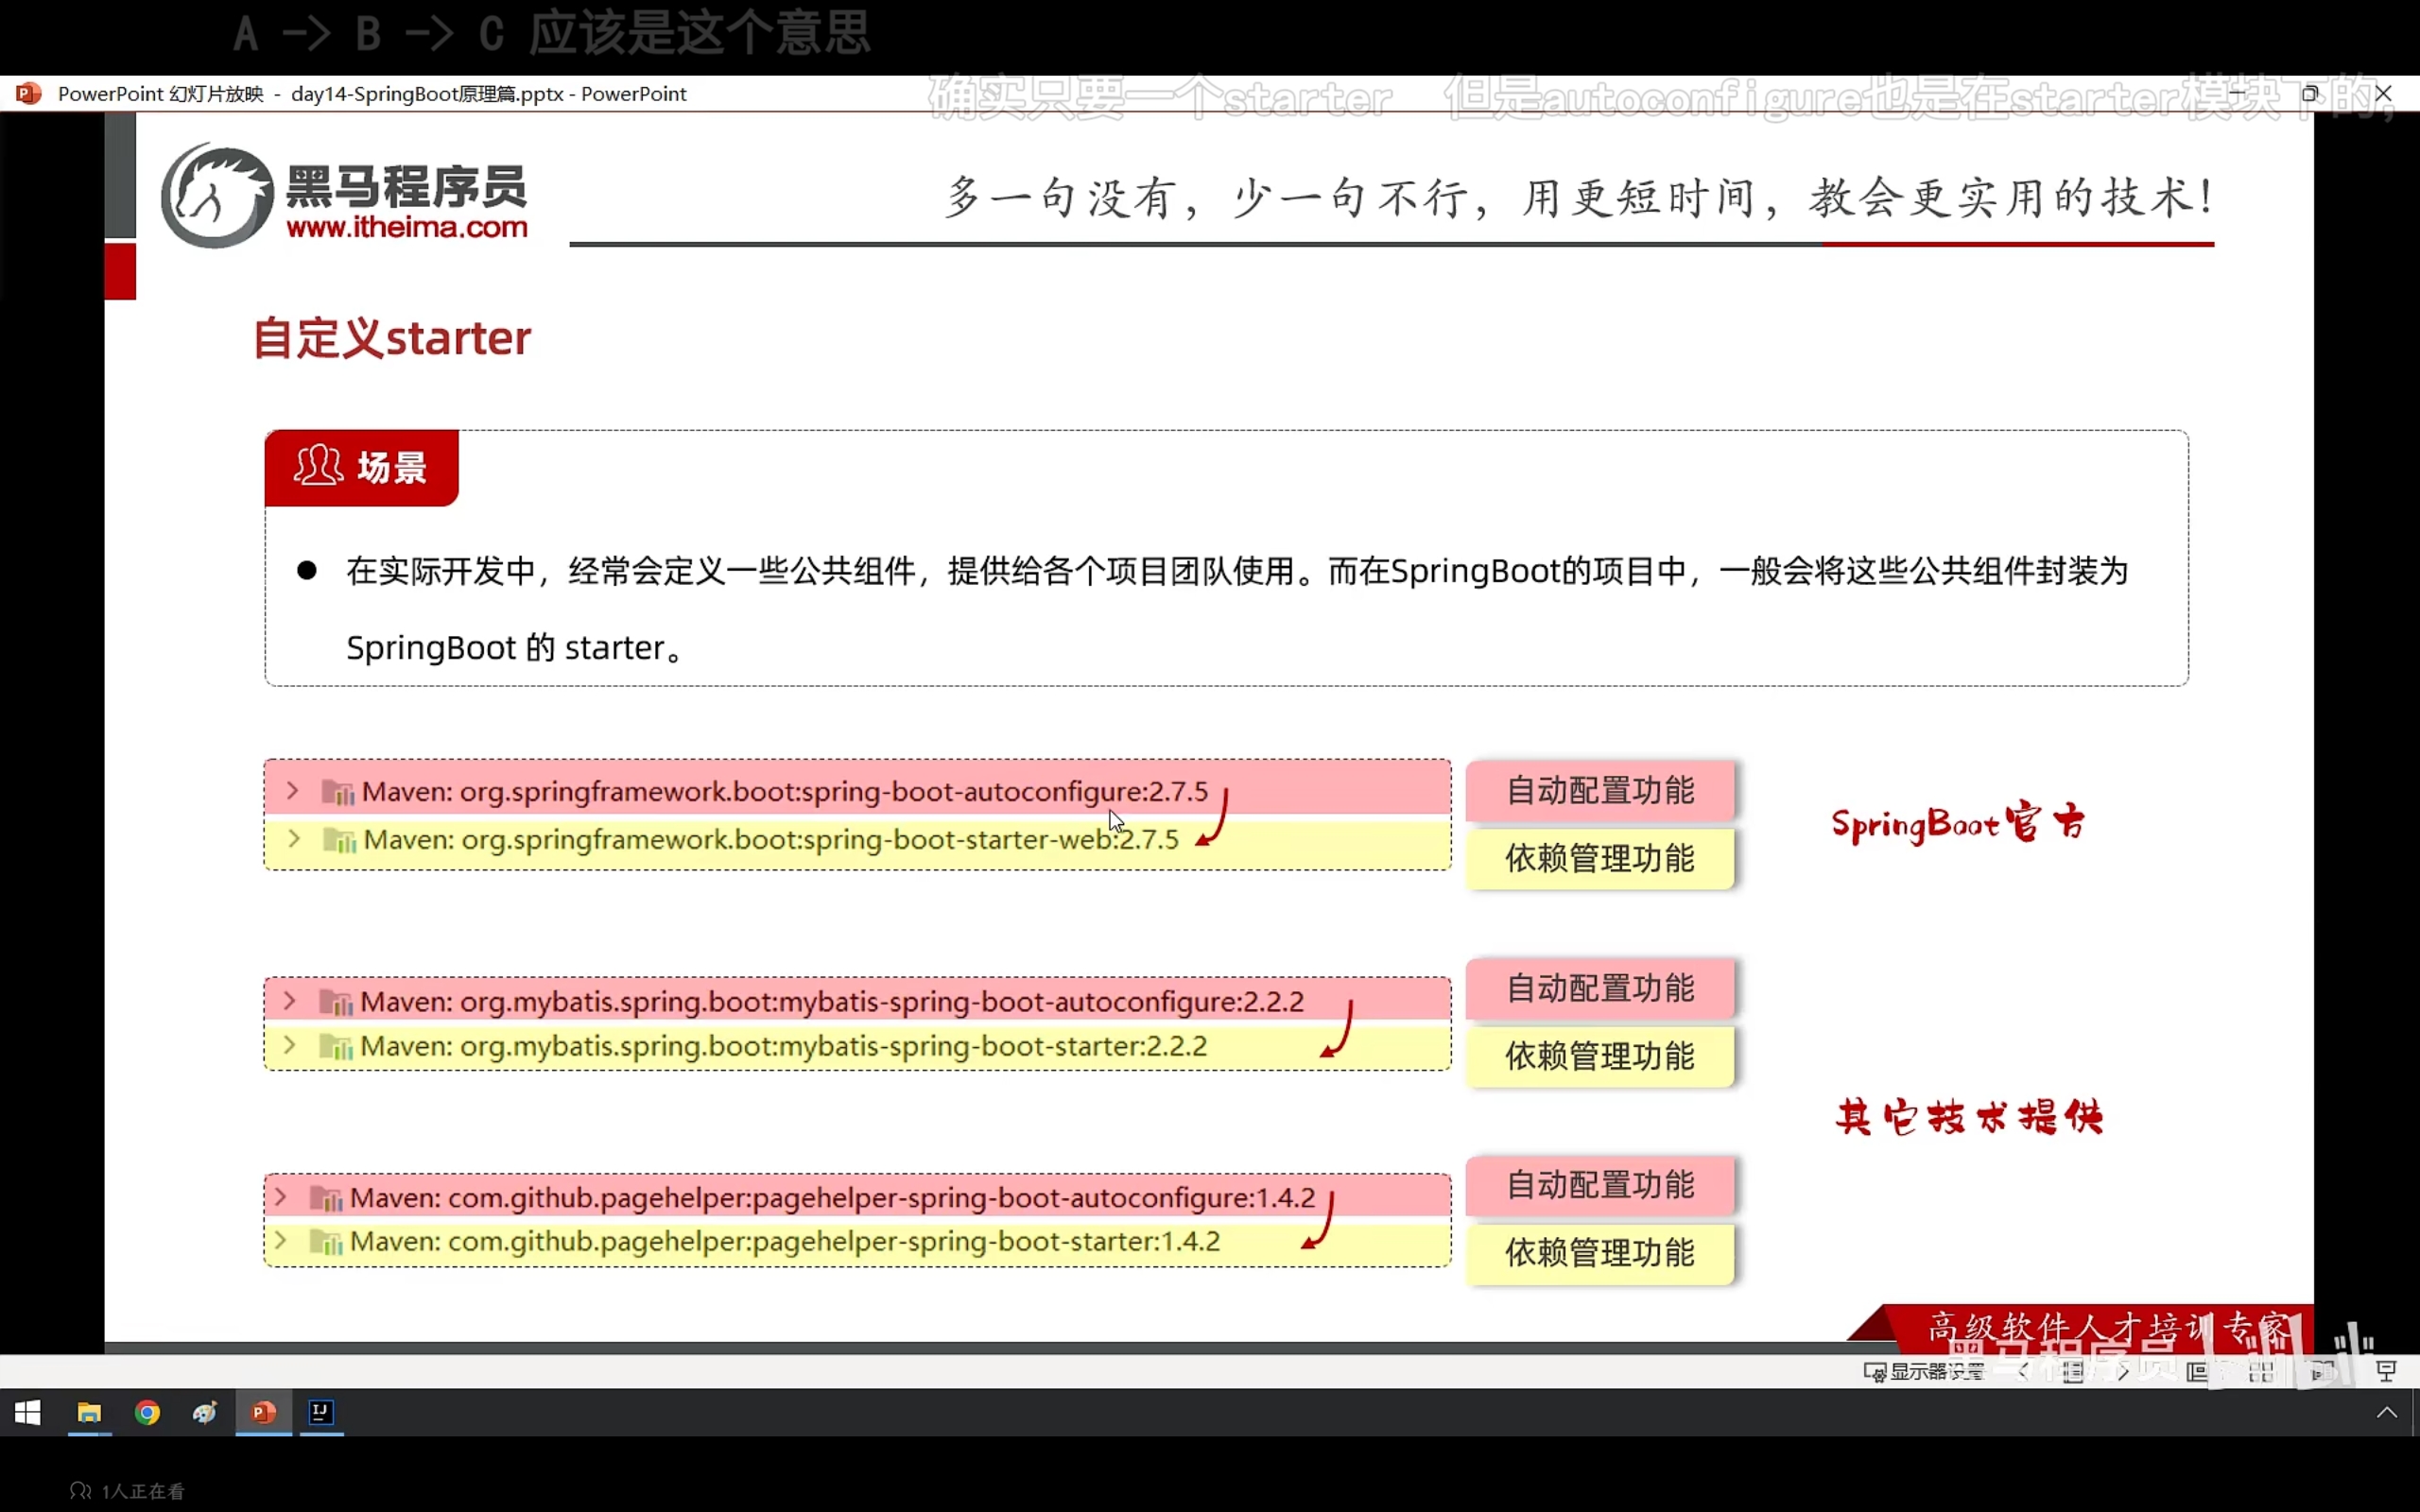 A -> B -> C 应该是这个意思
PowerPoint 幻灯片放映 - day14-SpringBoot原理篇.pptx - PowerPoint
确实只要一个starter 但是autoconfigure也是在starter模块下的,
黑马程序员
www.itheima.com
多一句没有，少一句不行，用更短时间，教会更实用的技术！
自定义starter
场景
● 在实际开发中，经常会定义一些公共组件，提供给各个项目团队使用。而在SpringBoot的项目中，一般会将这些公共组件封装为
SpringBoot 的 starter。
Maven: org.springframework.boot:spring-boot-autoconfigure:2.7.5
自动配置功能
Maven: org.springframework.boot:spring-boot-starter-web:2.7.5
依赖管理功能
SpringBoot官方
Maven: org.mybatis.spring.boot:mybatis-spring-boot-autoconfigure:2.2.2
自动配置功能
Maven: org.mybatis.spring.boot:mybatis-spring-boot-starter:2.2.2
依赖管理功能
其它技术提供
Maven: com.github.pagehelper:pagehelper-spring-boot-autoconfigure:1.4.2
自动配置功能
Maven: com.github.pagehelper:pagehelper-spring-boot-starter:1.4.2
依赖管理功能
高级软件人才培训专家
黑马程序员
显示器设置
1人正在看